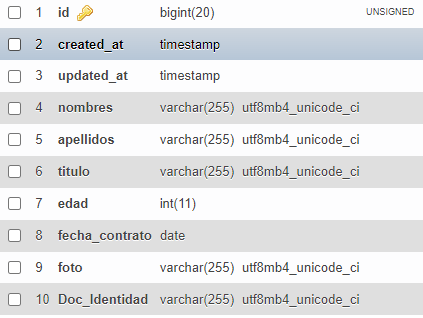 1 id bigint(20) UNSIGNED
2 created_at timestamp
3 updated_at timestamp
4 nombres varchar(255) utf8mb4_unicode_ci
5 apellidos varchar(255) utf8mb4_unicode_ci
6 titulo varchar(255) utf8mb4_unicode_ci
7 edad int(11)
8 fecha_contrato date
9 foto varchar(255) utf8mb4_unicode_ci
10 Doc_Identidad varchar(255) utf8mb4_unicode_ci